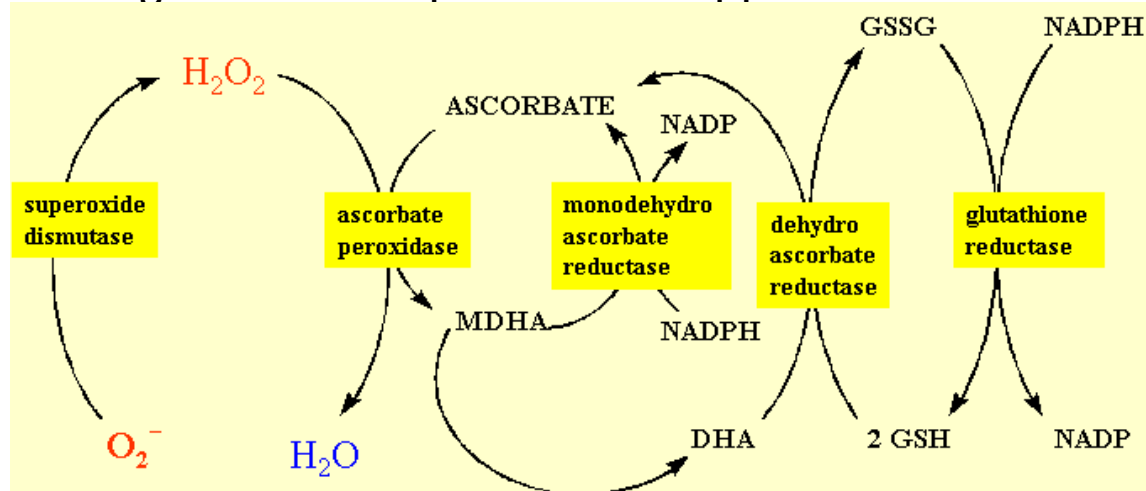 GSSG
NADPH
H₂O₂
ASCORBATE
NADP
superoxide
dismutase
ascorbate
peroxidase
monodehydro
ascorbate
reductase
dehydro
ascorbate
reductase
glutathione
reductase
MDHA
NADPH
O₂⁻
H₂O
DHA
2 GSH
NADP